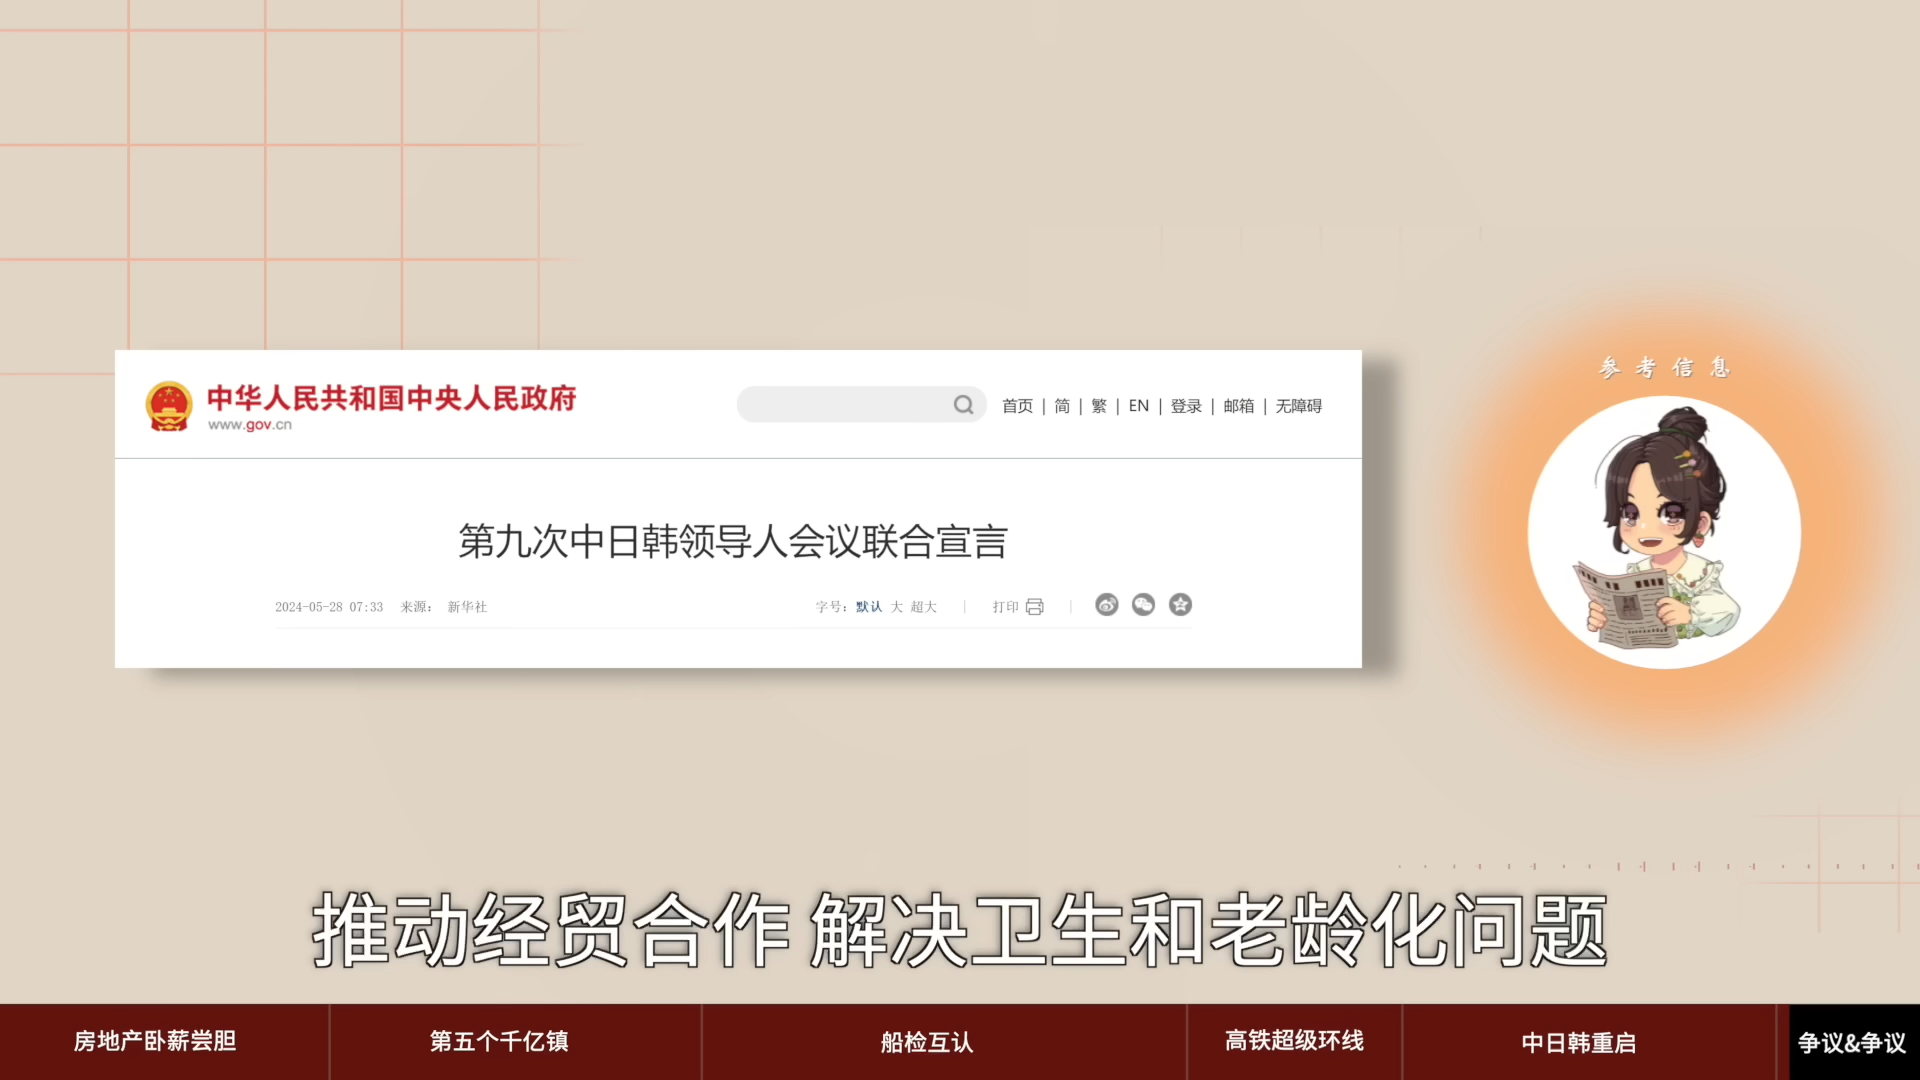 参考信息
中华人民共和国中央人民政府
www.gov.cn
首页 | 简 | 繁 | EN | 登录 | 邮箱 | 无障碍
第九次中日韩领导人会议联合宣言
2024-05-28 07:33 来源: 新华社 字号: 默认 大 超大 | 打印 |
推动经贸合作 解决卫生和老龄化问题
房地产卧薪尝胆 第五个千亿镇 船检互认 高铁超级环线 中日韩重启 争议&争议